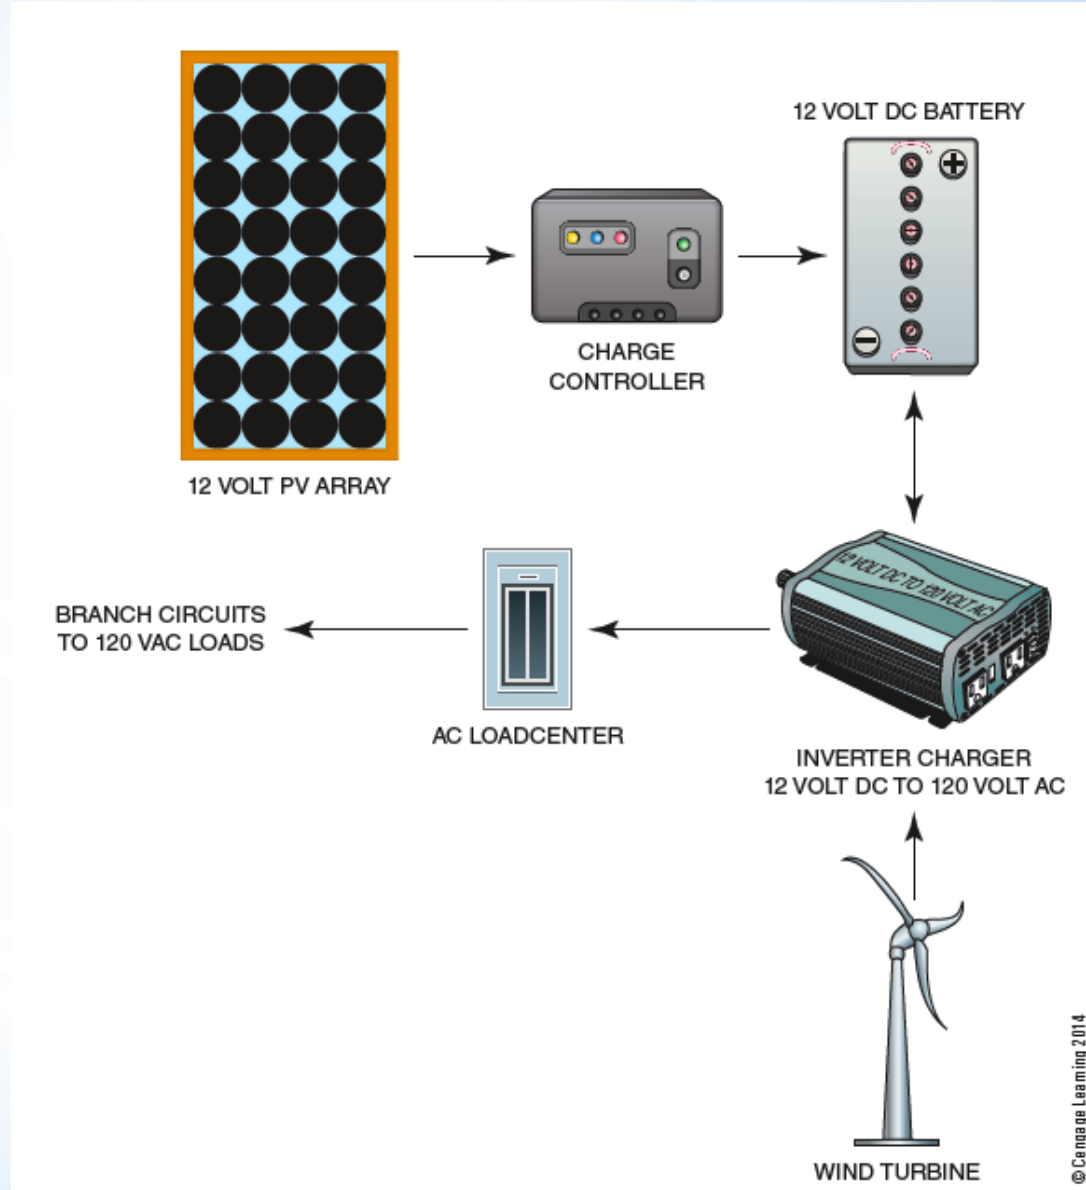 12 VOLT DC BATTERY
CHARGE
CONTROLLER
12 VOLT PV ARRAY
12 VOLT DC TO 120 VOLT AC
BRANCH CIRCUITS
TO 120 VAC LOADS
AC LOADCENTER
INVERTER CHARGER
12 VOLT DC TO 120 VOLT AC
WIND TURBINE
© Cengage Learning 2014